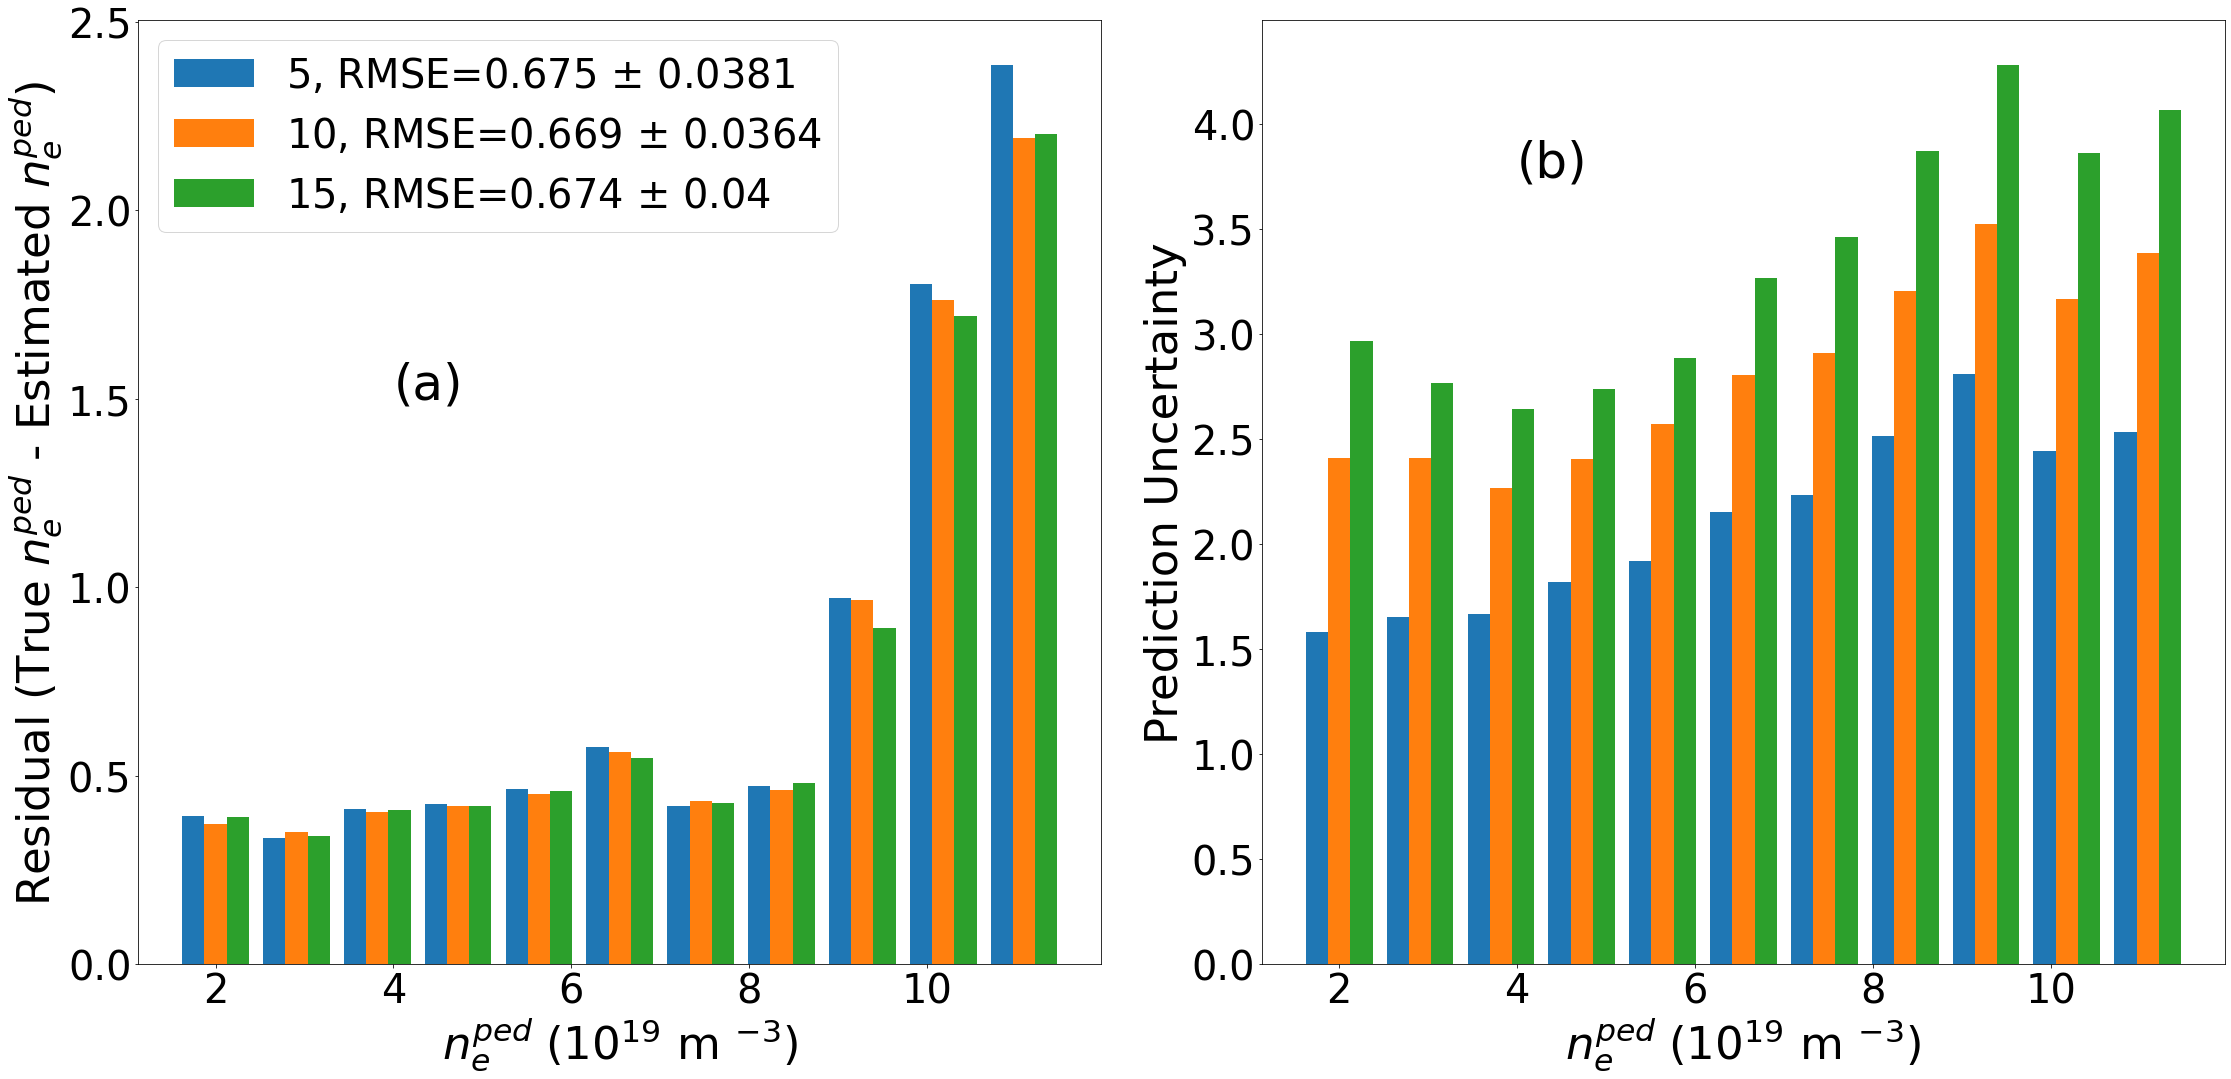 Residual (True $n_e^{ped}$ - Estimated $n_e^{ped}$)
2.5
2.0
1.5
1.0
0.5
0.0
5, RMSE=0.675 ± 0.0381
10, RMSE=0.669 ± 0.0364
15, RMSE=0.674 ± 0.04
(a)
2 4 6 8 10
$n_e^{ped}$ ($10^{19}$ m $^{-3}$)
Prediction Uncertainty
4.0
3.5
3.0
2.5
2.0
1.5
1.0
0.5
0.0
(b)
2 4 6 8 10
$n_e^{ped}$ ($10^{19}$ m $^{-3}$)